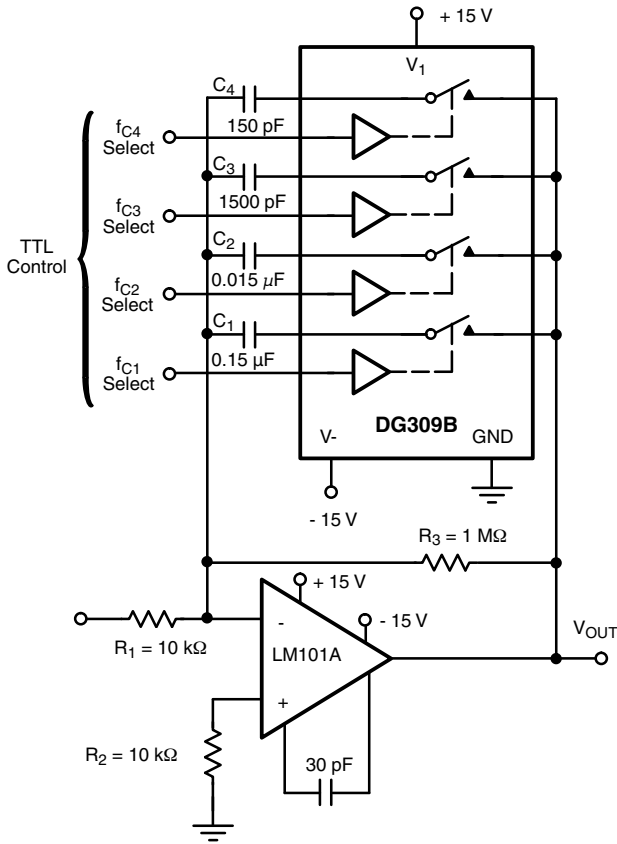 + 15 V
V1
C4
fC4
Select
150 pF
C3
fC3
Select
1500 pF
TTL
Control
C2
fC2
Select
0.015 µF
C1
fC1
Select
0.15 µF
DG309B
V-
GND
- 15 V
R3 = 1 MΩ
+ 15 V
- 15 V
-
R1 = 10 kΩ
LM101A
VOUT
+
R2 = 10 kΩ
30 pF